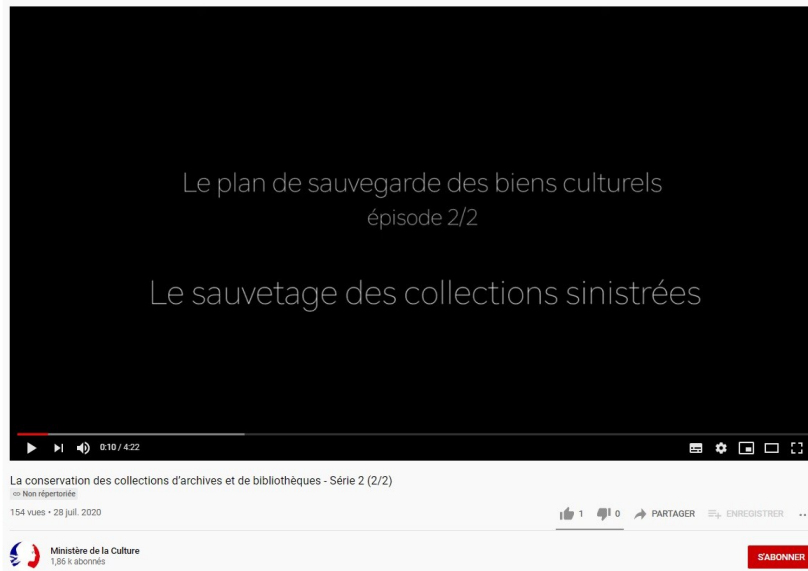 Le plan de sauvegarde des biens culturels
épisode 2/2
Le sauvetage des collections sinistrées
0:10 / 4:22
La conservation des collections d'archives et de bibliothèques - Série 2 (2/2)
Non répertoriée
154 vues • 28 juil. 2020
1
0
PARTAGER
ENREGISTRER
Ministère de la Culture
1,86 k abonnés
S'ABONNER